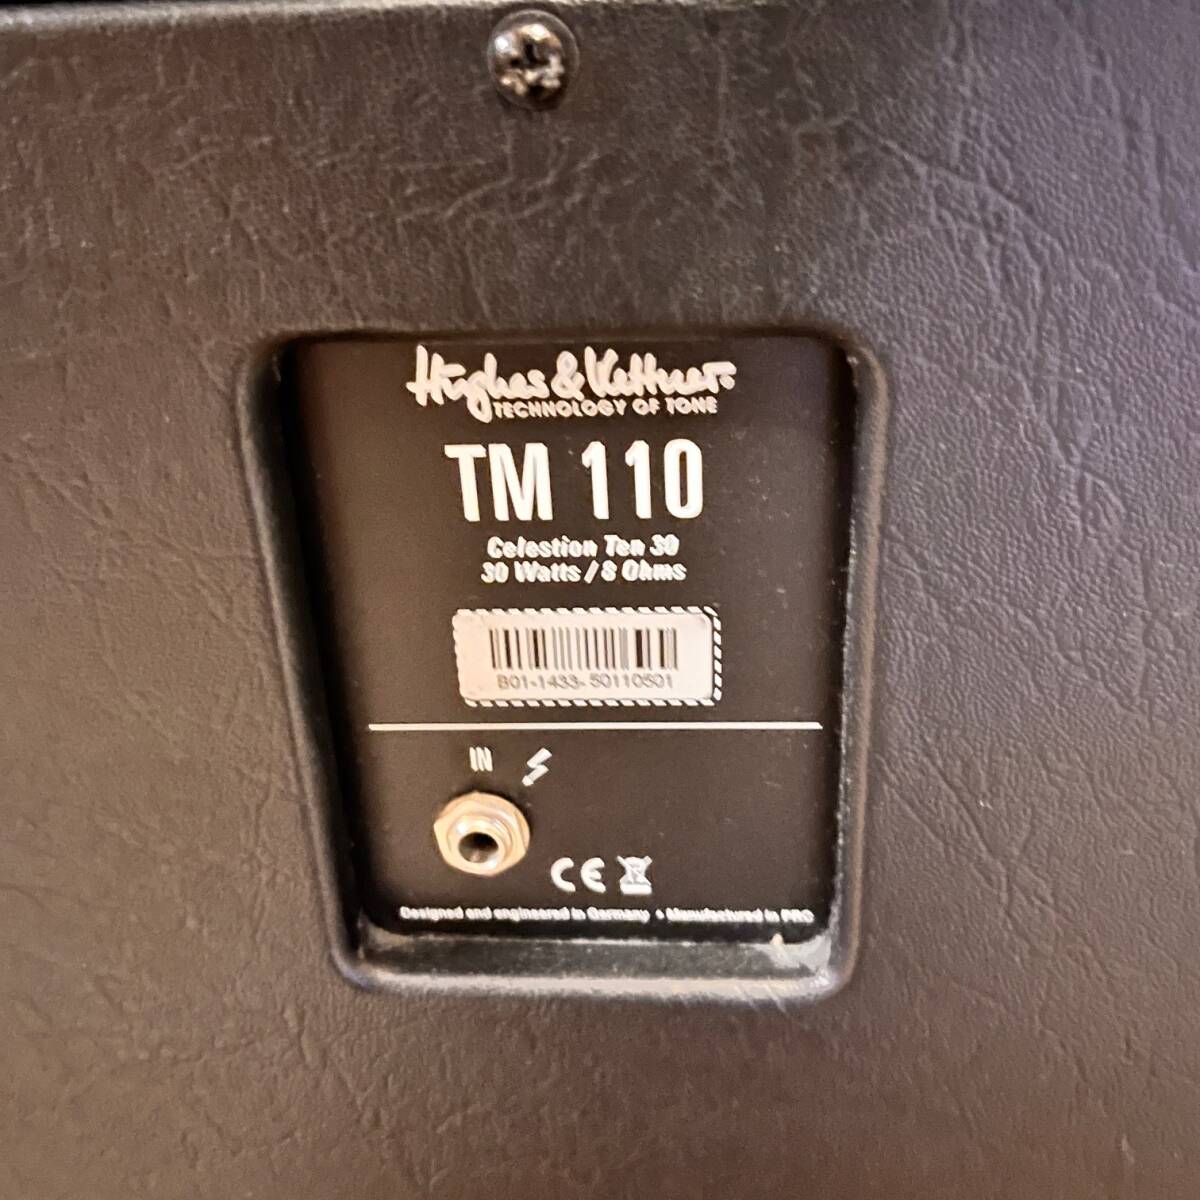 Hughes & Kettner
TECHNOLOGY OF TONE
TM 110
Celestion Ten 30
30 Watts / 8 Ohms
B01-1433-50110501
IN
CE
Designed and engineered in Germany • Manufactured in PRC